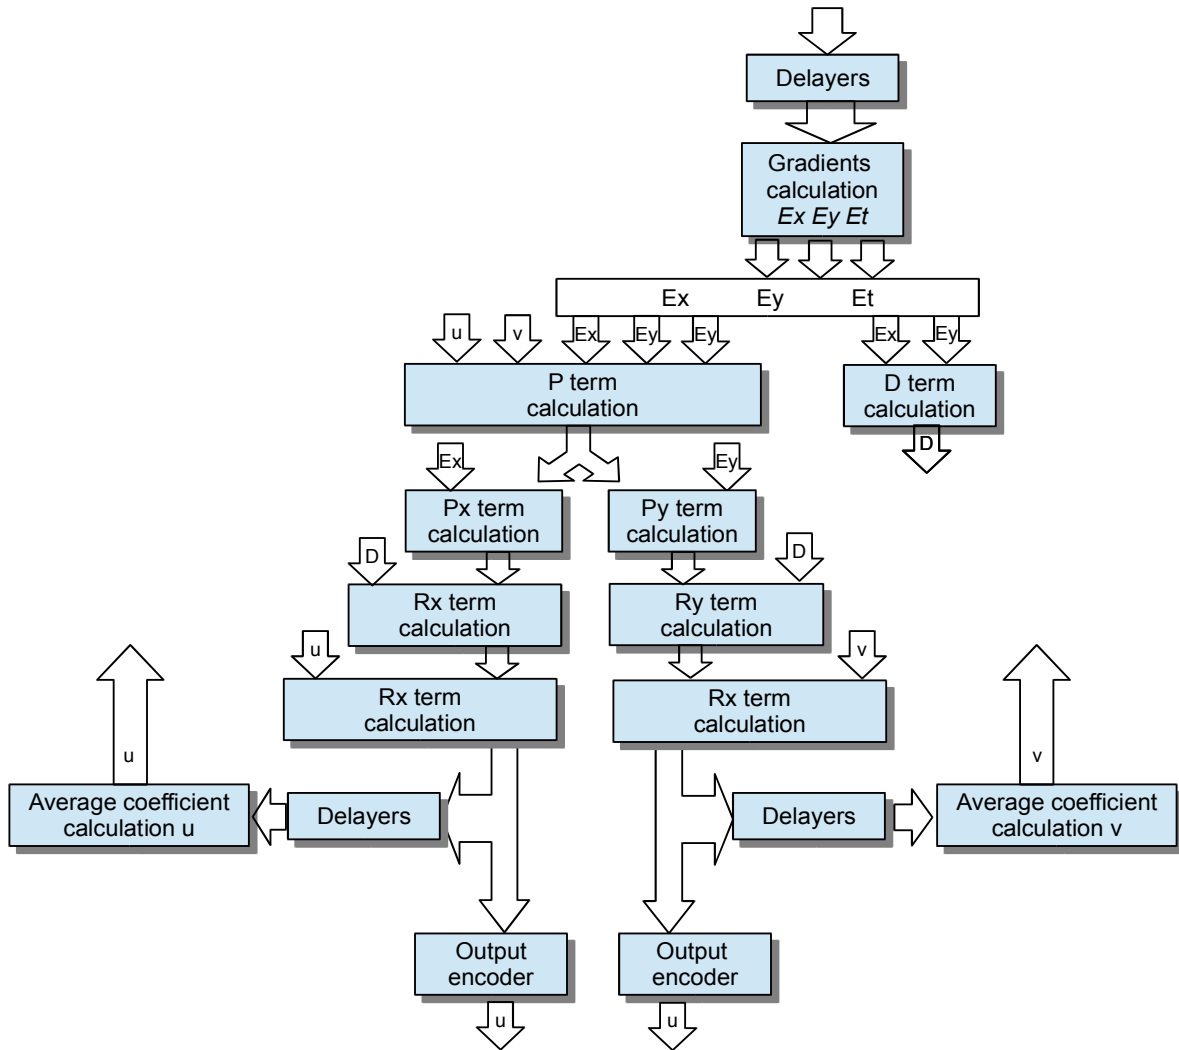 Delayers
Gradients
calculation
Ex Ey Et
Ex Ey Et
u v Ex Ey Ey Ex Ey
P term
calculation
D term
calculation
D
Ex Ey
Px term
calculation
Py term
calculation
D D
Rx term
calculation
Ry term
calculation
u v
Rx term
calculation
Rx term
calculation
u v
Average coefficient
calculation u
Delayers
Delayers
Average coefficient
calculation v
Output
encoder
Output
encoder
u u